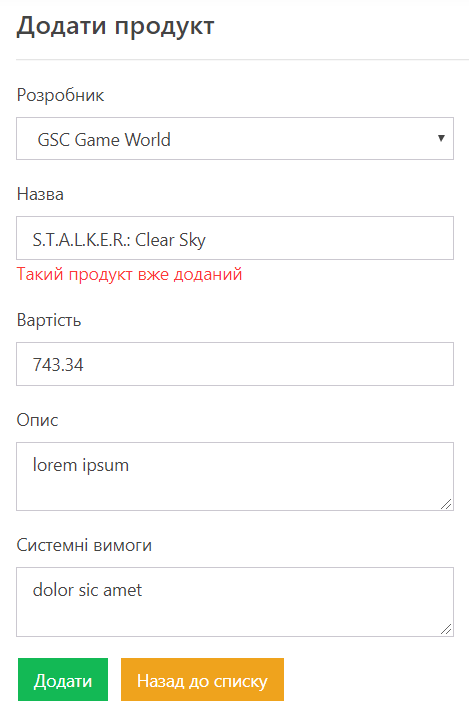 Додати продукт
Розробник
GSC Game World
Назва
S.T.A.L.K.E.R.: Clear Sky
Такий продукт вже доданий
Вартість
743.34
Опис
lorem ipsum
Системні вимоги
dolor sic amet
Додати
Назад до списку